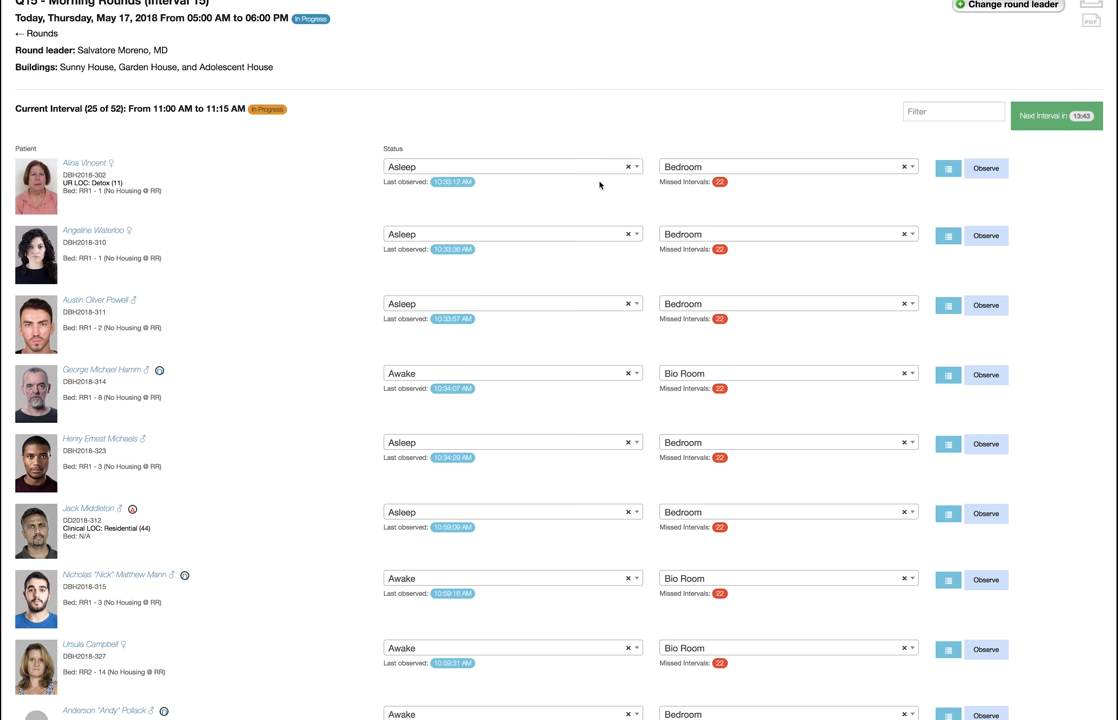 Q15 - Morning Rounds (Interval 15)
Change round leader
Today, Thursday, May 17, 2018 From 05:00 AM to 06:00 PM In Progress
PDF
← Rounds
Round leader: Salvatore Moreno, MD
Buildings: Sunny House, Garden House, and Adolescent House
Current Interval (25 of 52): From 11:00 AM to 11:15 AM In Progress
Filter
Next Interval in 13:43
Patient Status
Alina Vincent ♀
DBH2018-302
UR LOC: Detox (11)
Bed: RR1 - 1 (No Housing @ RR)
Asleep × Bedroom × Observe
Last observed: 10:33:12 AM Missed Intervals: 22
Angeline Waterloo ♀
DBH2018-310
Bed: RR1 - 1 (No Housing @ RR)
Asleep × Bedroom × Observe
Last observed: 10:33:36 AM Missed Intervals: 22
Austin Oliver Powell ♂
DBH2018-311
Bed: RR1 - 2 (No Housing @ RR)
Asleep × Bedroom × Observe
Last observed: 10:33:57 AM Missed Intervals: 22
George Michael Hamm ♂
DBH2018-314
Bed: RR1 - 8 (No Housing @ RR)
Awake × Bio Room × Observe
Last observed: 10:34:07 AM Missed Intervals: 22
Henry Ernest Michaels ♂
DBH2018-323
Bed: RR1 - 3 (No Housing @ RR)
Asleep × Bedroom × Observe
Last observed: 10:34:29 AM Missed Intervals: 22
Jack Middleton ♂
DD2018-312
Clinical LOC: Residential (44)
Bed: N/A
Asleep × Bedroom × Observe
Last observed: 10:59:09 AM Missed Intervals: 22
Nicholas "Nick" Matthew Mann ♂
DBH2018-315
Bed: RR1 - 3 (No Housing @ RR)
Awake × Bio Room × Observe
Last observed: 10:59:16 AM Missed Intervals: 22
Ursula Campbell ♀
DBH2018-327
Bed: RR2 - 14 (No Housing @ RR)
Awake × Bio Room × Observe
Last observed: 10:59:31 AM Missed Intervals: 22
Anderson "Andy" Pollack ♂
Awake × Bedroom × Observe